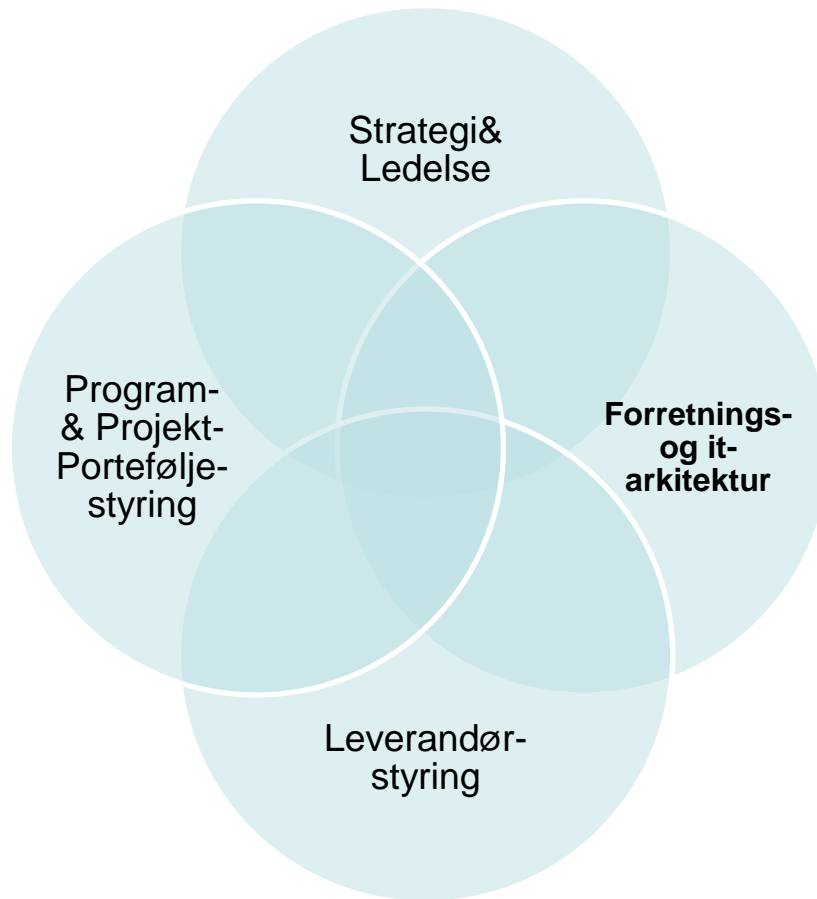 Strategi&
Ledelse
Program-
& Projekt-
Portefølje-
styring
Forretnings-
og it-
arkitektur
Leverandør-
styring